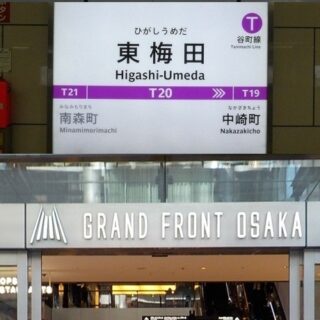 ひがしうめだ
東梅田
Higashi-Umeda
T
谷町線
Tanimachi Line
T21 T20 T19
みなみもりまち
南森町
Minamimorimachi
なかざきちょう
中崎町
Nakazakicho
GRAND FRONT OSAKA